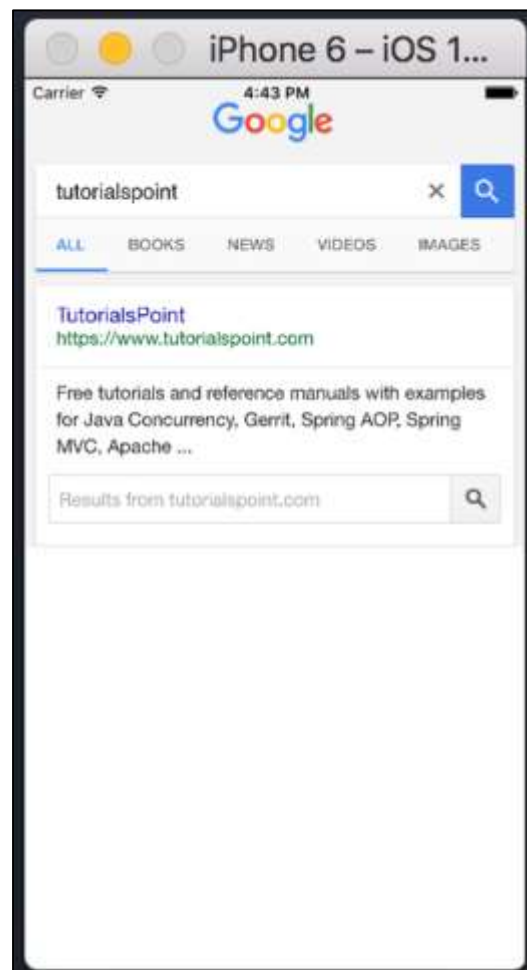 iPhone 6 – iOS 1...
Carrier 4:43 PM
Google
tutorialspoint ×
ALL BOOKS NEWS VIDEOS IMAGES
TutorialsPoint
https://www.tutorialspoint.com
Free tutorials and reference manuals with examples
for Java Concurrency, Gerrit, Spring AOP, Spring
MVC, Apache ...
Results from tutorialspoint.com